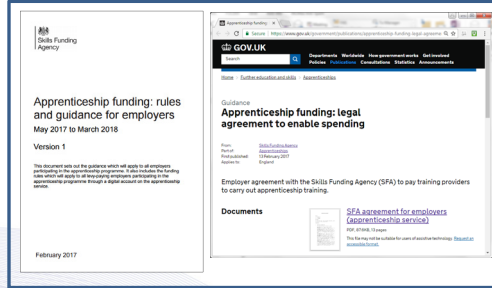 Skills Funding
Agency
Apprenticeship funding: rules
and guidance for employers
May 2017 to March 2018
Version 1
This document sets out the guidance which will apply to all employers
participating in the apprenticeship programme. It also includes the funding
rules which will apply to all levy-paying employers participating in the
apprenticeship programme through a digital account on the apprenticeship
service.
February 2017
Apprenticeship funding:
Secure
https://www.gov.uk/government/publications/apprenticeship-funding-legal-agreeme
GOV.UK
Search
Departments Worldwide How government works Get involved
Policies Publications Consultations Statistics Announcements
Home Further education and skills Apprenticeships
Guidance
Apprenticeship funding: legal
agreement to enable spending
From: Skills Funding Agency
Part of: Apprenticeships
First published: 13 February 2017
Applies to: England
Employer agreement with the Skills Funding Agency (SFA) to pay training providers
to carry out apprenticeship training.
Documents
SFA agreement for employers
(apprenticeship service)
PDF, 873KB, 13 pages
This file may not be suitable for users of assistive technology. Request an
accessible format.